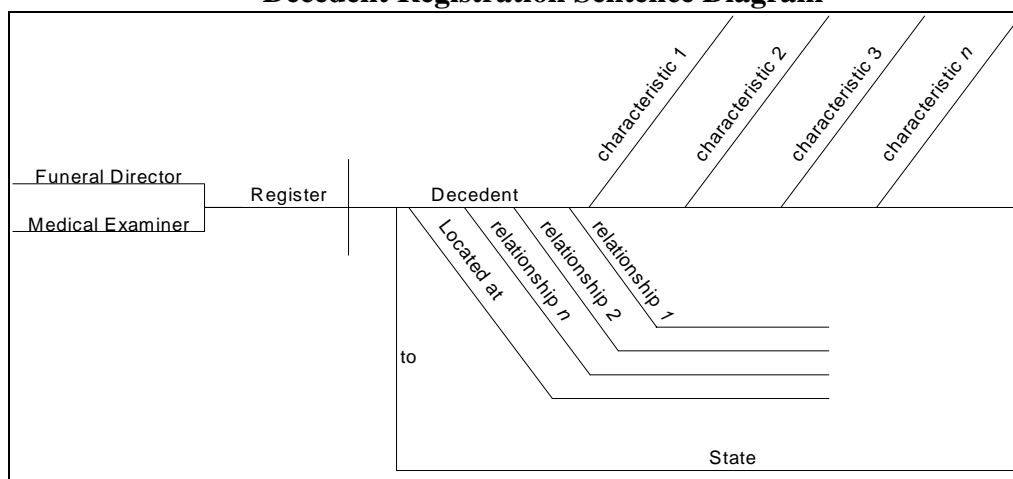 Decedent Registration Sentence Diagram
characteristic 1
characteristic 2
characteristic 3
characteristic n
Funeral Director
Medical Examiner
Register
Decedent
Located at
relationship n
relationship 2
relationship 1
to
State